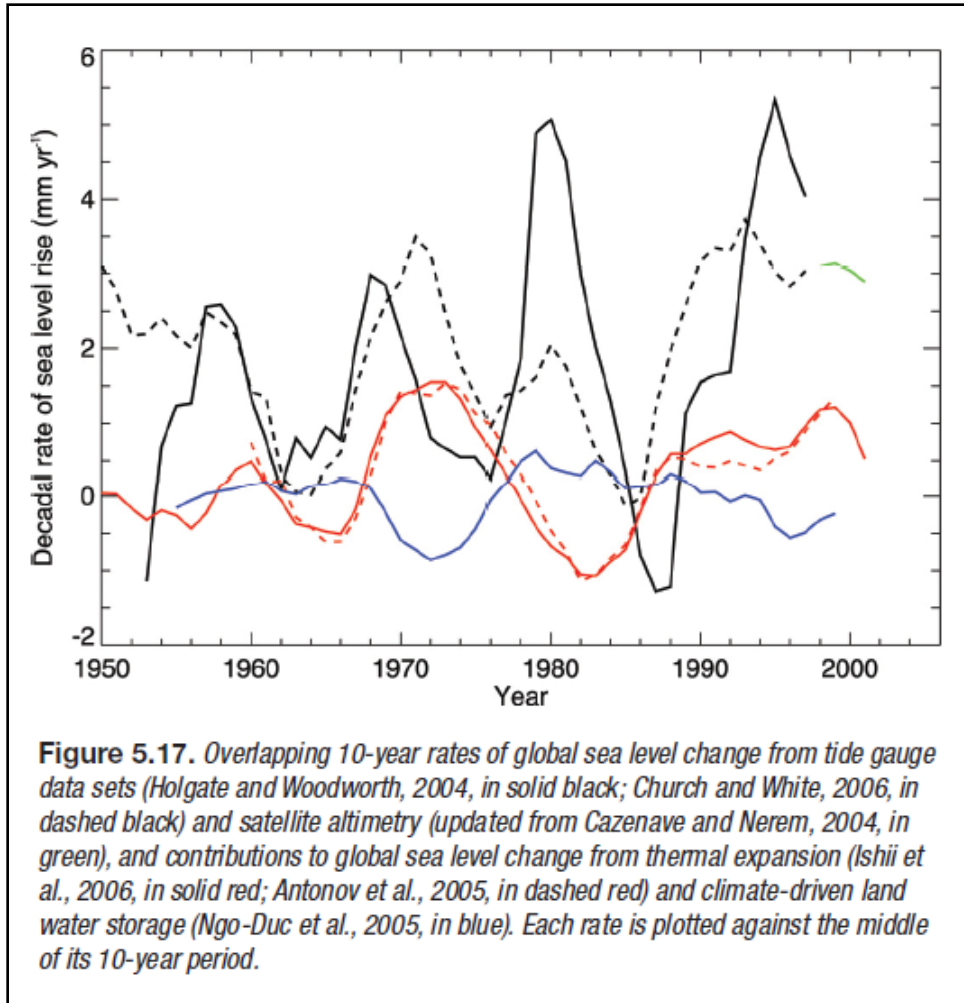 6
4
2
0
-2
Decadal rate of sea level rise (mm yr⁻¹)
1950 1960 1970 1980 1990 2000
Year
Figure 5.17. Overlapping 10-year rates of global sea level change from tide gauge
data sets (Holgate and Woodworth, 2004, in solid black; Church and White, 2006, in
dashed black) and satellite altimetry (updated from Cazenave and Nerem, 2004, in
green), and contributions to global sea level change from thermal expansion (Ishii et
al., 2006, in solid red; Antonov et al., 2005, in dashed red) and climate-driven land
water storage (Ngo-Duc et al., 2005, in blue). Each rate is plotted against the middle
of its 10-year period.